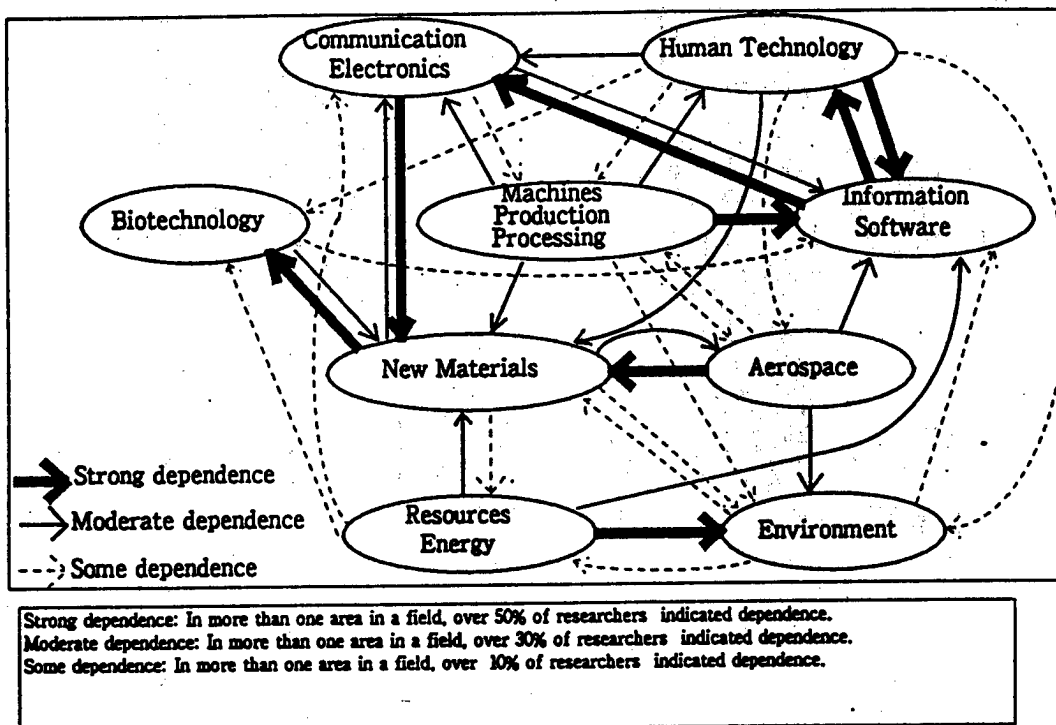 Communication
Electronics
Human Technology
Biotechnology
Machines
Production
Processing
Information
Software
New Materials
Aerospace
Resources
Energy
Environment
Strong dependence
Moderate dependence
Some dependence
Strong dependence: In more than one area in a field, over 50% of researchers indicated dependence.
Moderate dependence: In more than one area in a field, over 30% of researchers indicated dependence.
Some dependence: In more than one area in a field, over 10% of researchers indicated dependence.